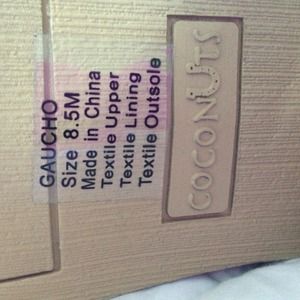 GAUCHO
Size 8.5M
Made in China
Textile Upper
Textile Lining
Textile Outsole
COCONUTS